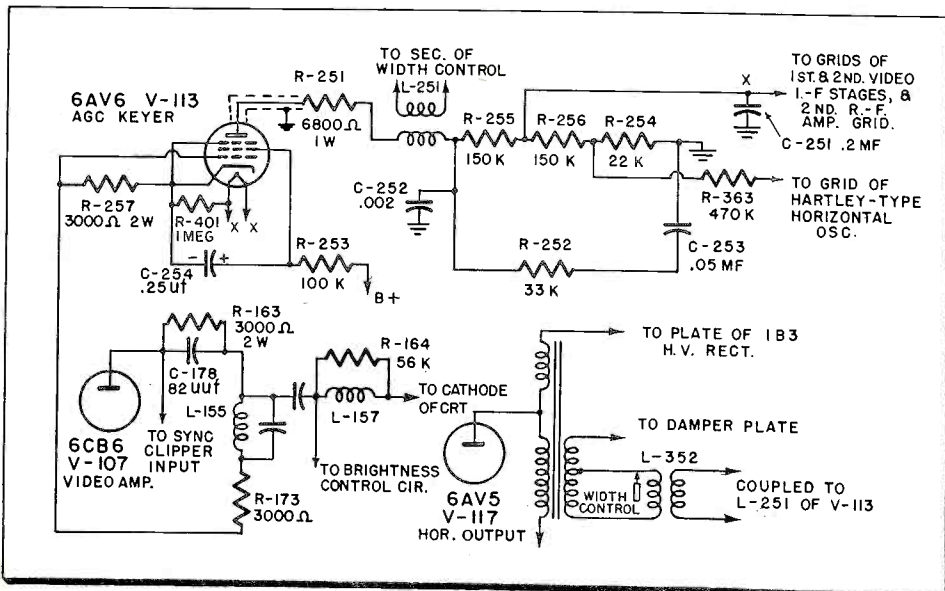 TO SEC. OF
WIDTH CONTROL
L-251
R-251
6800Ω
1W
6AV6 V-113
AGC KEYER
TO GRIDS OF
1ST. & 2ND. VIDEO
I.-F STAGES, &
2ND. R.-F.
AMP. GRID.
X
C-251 .2 MF
R-255
150 K
R-256
150 K
R-254
22 K
R-257
3000Ω 2W
R-401
1 MEG
X X
C-252
.002
R-363
470 K
TO GRID OF
HARTLEY-TYPE
HORIZONTAL
OSC.
C-254
.25uf
- +
R-253
100 K
B+
R-252
33 K
C-253
.05 MF
R-163
3000Ω
2 W
C-178
82uuf
L-155
6CB6
V-107
VIDEO AMP.
TO SYNC
CLIPPER
INPUT
R-173
3000Ω
R-164
56 K
L-157
TO CATHODE
OF CRT
TO BRIGHTNESS
CONTROL CIR.
6AV5
V-117
HOR. OUTPUT
TO PLATE OF 1B3
H.V. RECT.
TO DAMPER PLATE
L-352
WIDTH
CONTROL
COUPLED TO
L-251 OF V-113